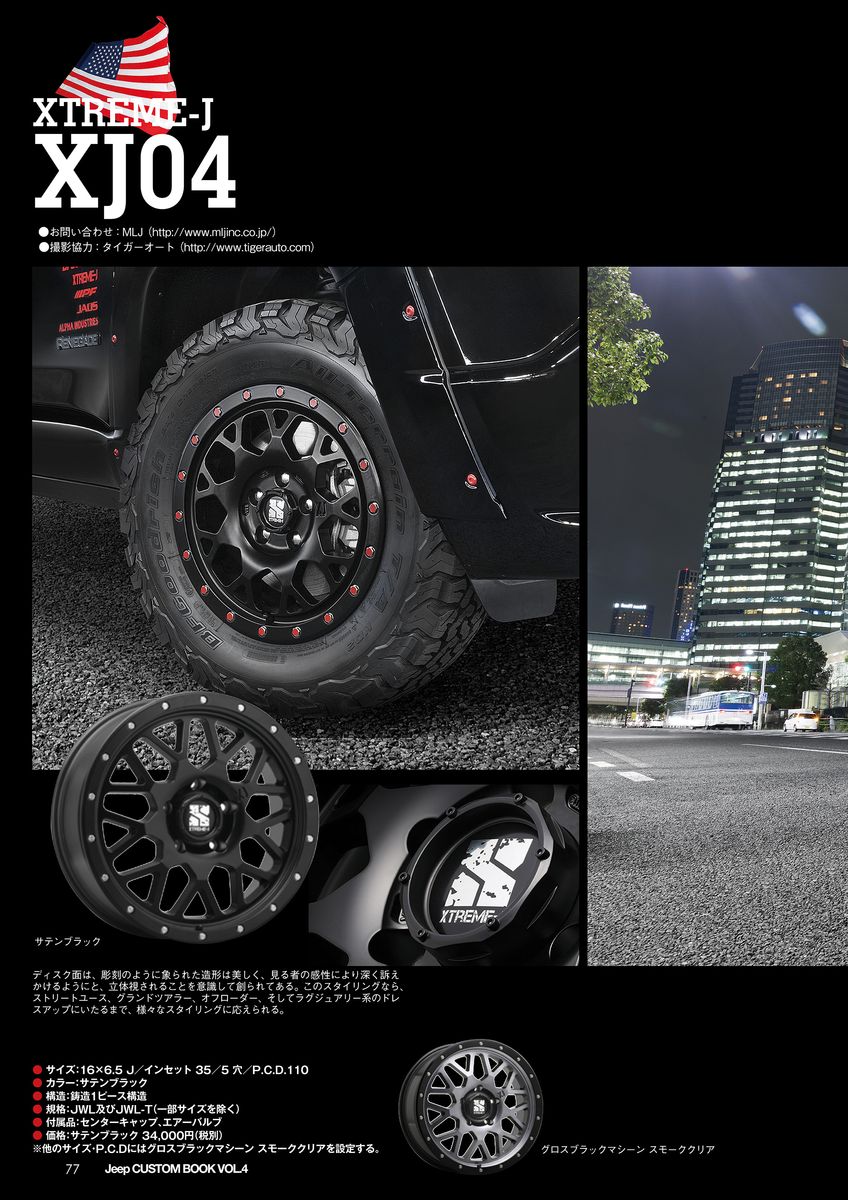 XTREME-J
XJ04
●お問い合わせ：MLJ（http://www.mljinc.co.jp/）
●撮影協力：タイガーオート（http://www.tigerauto.com）
XTREME-J
JAOS
ALPHA INDUSTRIES
RENEGADE
All-Terrain T/A
BFGoodrich
XTREME-J
XTREME-
サテンブラック
ディスク面は、彫刻のように象られた造形は美しく、見る者の感性により深く訴え
かけるようにと、立体視されることを意識して創られてある。このスタイリングなら、
ストリートユース、グランドツアラー、オフローダー、そしてラグジュアリー系のドレ
スアップにいたるまで、様々なスタイリングに応えられる。
●サイズ：16×6.5 J／インセット 35／5 穴／P.C.D.110
●カラー：サテンブラック
●構造：鋳造1ピース構造
●規格：JWL及びJWL-T（一部サイズを除く）
●付属品：センターキャップ、エアーバルブ
●価格：サテンブラック 34,000円（税別）
※他のサイズ・P.C.Dにはグロスブラックマシーン スモーククリアを設定する。
グロスブラックマシーン スモーククリア
77 Jeep CUSTOM BOOK VOL.4